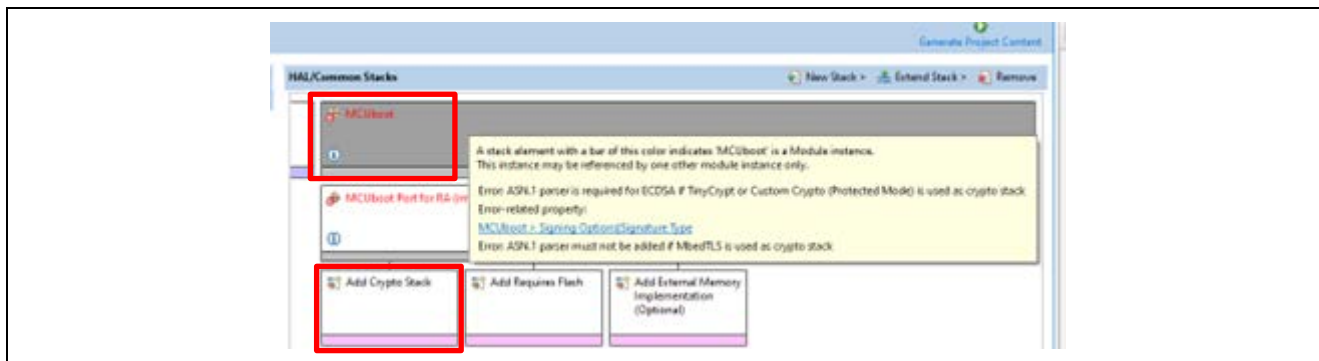 Generate Project Content
HAL/Common Stacks
New Stack >
Extend Stack >
Remove
MCUboot
A stack element with a bar of this color indicates 'MCUboot' is a Module instance.
This instance may be referenced by one other module instance only.
Error: ASN.1 parser is required for ECDSA if TinyCrypt or Custom Crypto (Protected Mode) is used as crypto stack
Error-related property:
MCUboot > Signing Options|Signature Type
Error: ASN.1 parser must not be added if MbedTLS is used as crypto stack
MCUboot Port for RA
Add Crypto Stack
Add Requires Flash
Add External Memory
Implementation
(Optional)